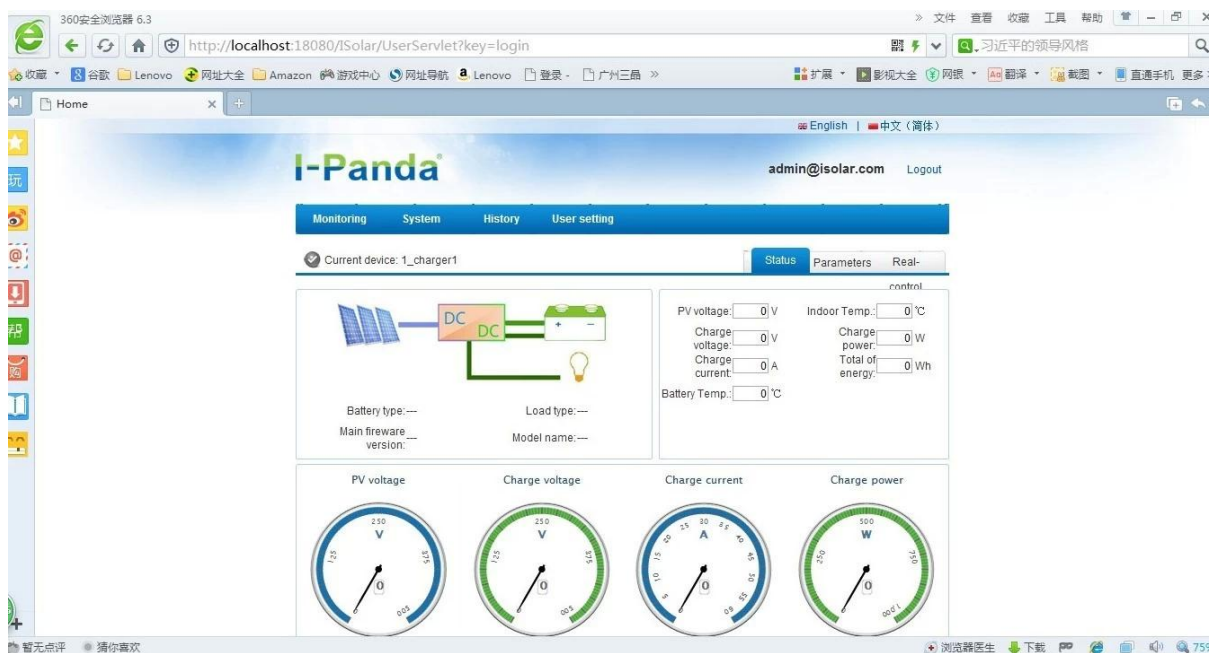 360安全浏览器 6.3
» 文件 查看 收藏 工具 帮助
http://localhost:18080/ISolar/UserServlet?key=login
习近平的领导风格
收藏 谷歌 Lenovo 网址大全 Amazon 游戏中心 网址导航 Lenovo 登录 - 广州三晶 »
扩展 影视大全 网银 翻译 截图 直通手机 更多
Home
English | 中文（简体）
I-Panda
admin@isolar.com Logout
玩
Monitoring System History User setting
Current device: 1_charger1
Status Parameters Real-
control
DC
DC
+ −
PV voltage: 0 V Indoor Temp.: 0 ℃
Charge voltage: 0 V Charge power: 0 W
Charge current: 0 A Total of energy: 0 Wh
Battery Temp.: 0 ℃
购
Battery type:--- Load type:---
Main fireware version:--- Model name:---
PV voltage Charge voltage Charge current Charge power
125 250 375 500 V 0
125 250 375 500 V 0
5 10 15 20 25 30 35 40 45 50 55 60 A 0
250 500 750 1,000 W 0
暂无点评 猜你喜欢
浏览器医生 下载 75%